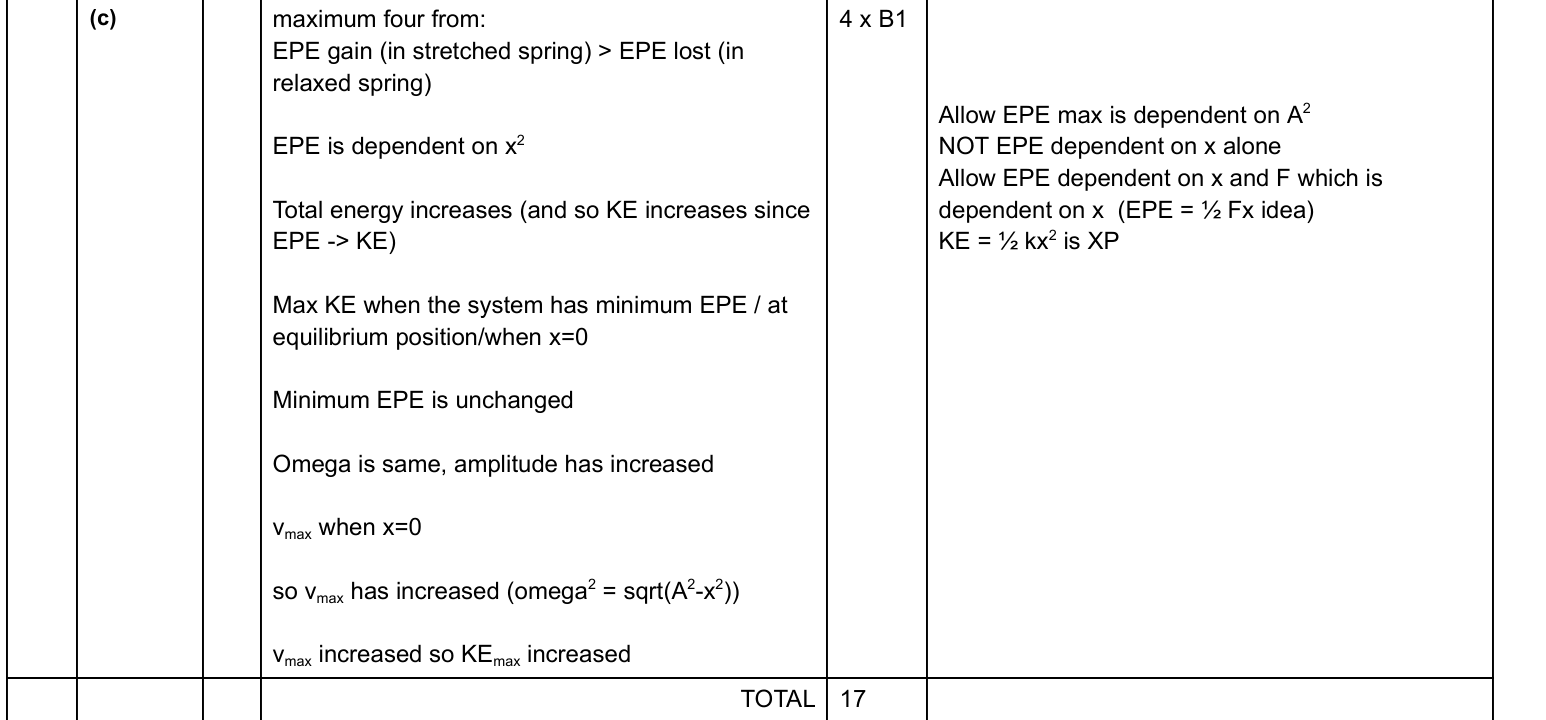 (c)
maximum four from:
4 x B1
EPE gain (in stretched spring) > EPE lost (in
relaxed spring)
Allow EPE max is dependent on A²
EPE is dependent on x²
NOT EPE dependent on x alone
Allow EPE dependent on x and F which is
Total energy increases (and so KE increases since
dependent on x (EPE = ½ Fx idea)
EPE -> KE)
KE = ½ kx² is XP
Max KE when the system has minimum EPE / at
equilibrium position/when x=0
Minimum EPE is unchanged
Omega is same, amplitude has increased
vmax when x=0
so vmax has increased (omega² = sqrt(A²-x²))
vmax increased so KEmax increased
TOTAL
17